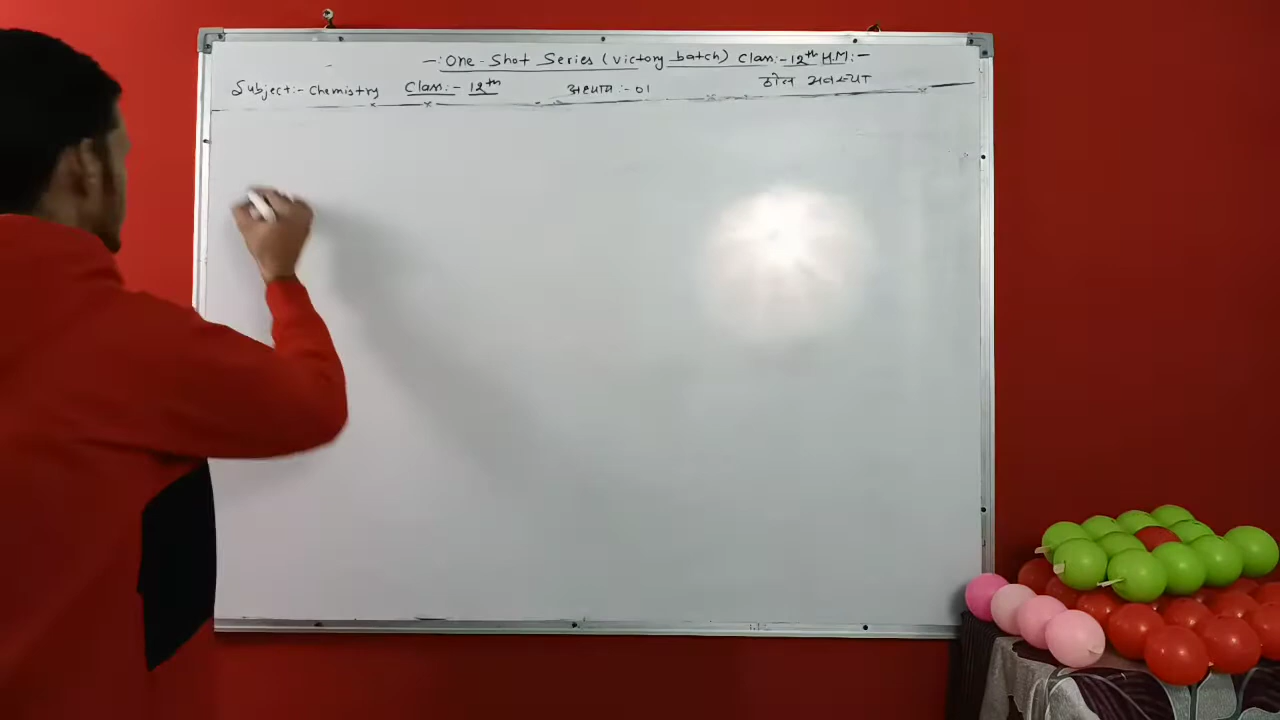 -: One-Shot Series (victory batch) Class:-12th H.M:-
Subject:- Chemistry Class:- 12th अध्याय :- 01 ठोस अवस्था